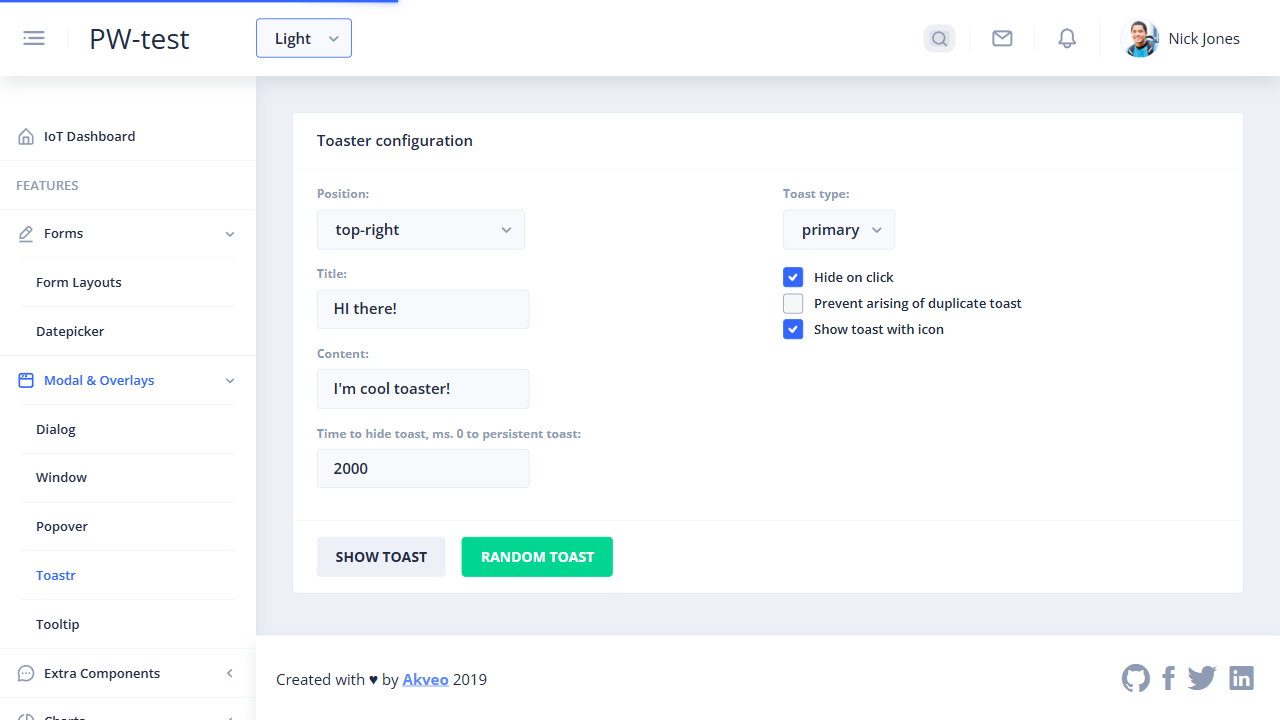 PW-test
Light
Nick Jones
IoT Dashboard
FEATURES
Forms
Form Layouts
Datepicker
Modal & Overlays
Dialog
Window
Popover
Toastr
Tooltip
Extra Components
Charts
Toaster configuration
Position:
top-right
Title:
HI there!
Content:
I'm cool toaster!
Time to hide toast, ms. 0 to persistent toast:
2000
Toast type:
primary
Hide on click
Prevent arising of duplicate toast
Show toast with icon
SHOW TOAST
RANDOM TOAST
Created with ♥ by Akveo 2019